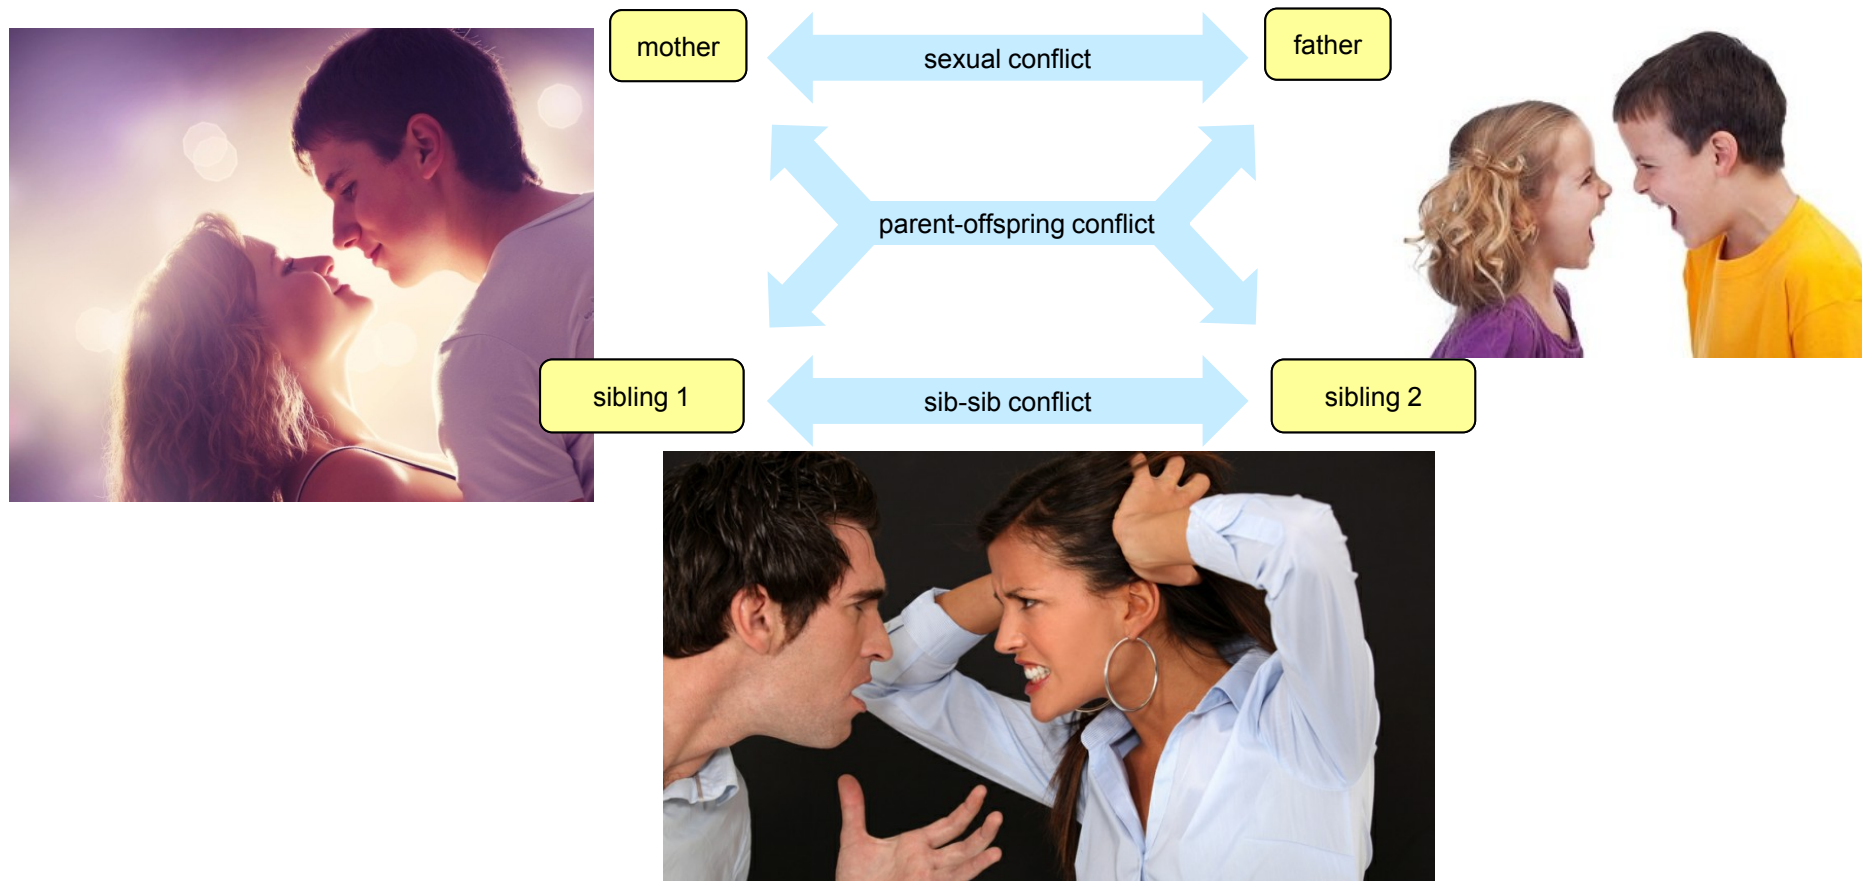 mother
sexual conflict
father
parent-offspring conflict
sibling 1
sib-sib conflict
sibling 2